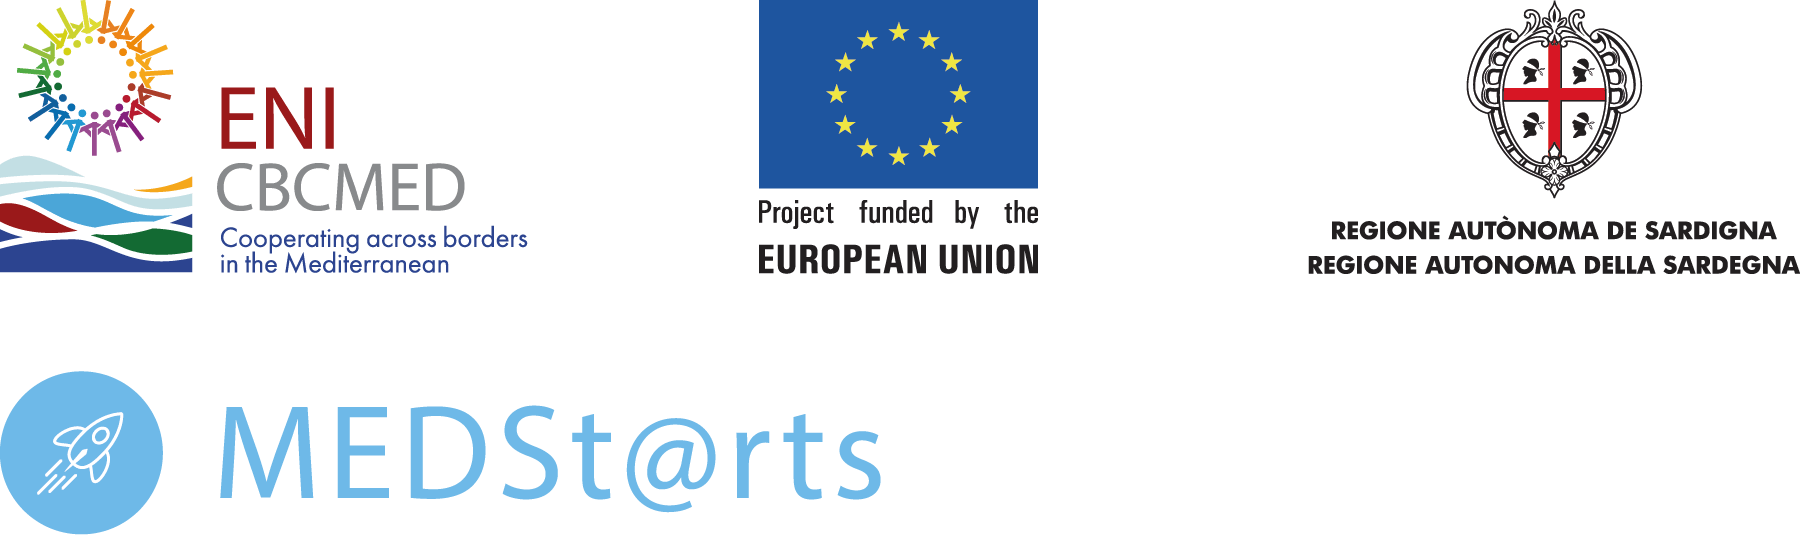 ENI
CBCMED
Cooperating across borders
in the Mediterranean
Project funded by the
EUROPEAN UNION
REGIONE AUTÒNOMA DE SARDIGNA
REGIONE AUTONOMA DELLA SARDEGNA
MEDSt@rts